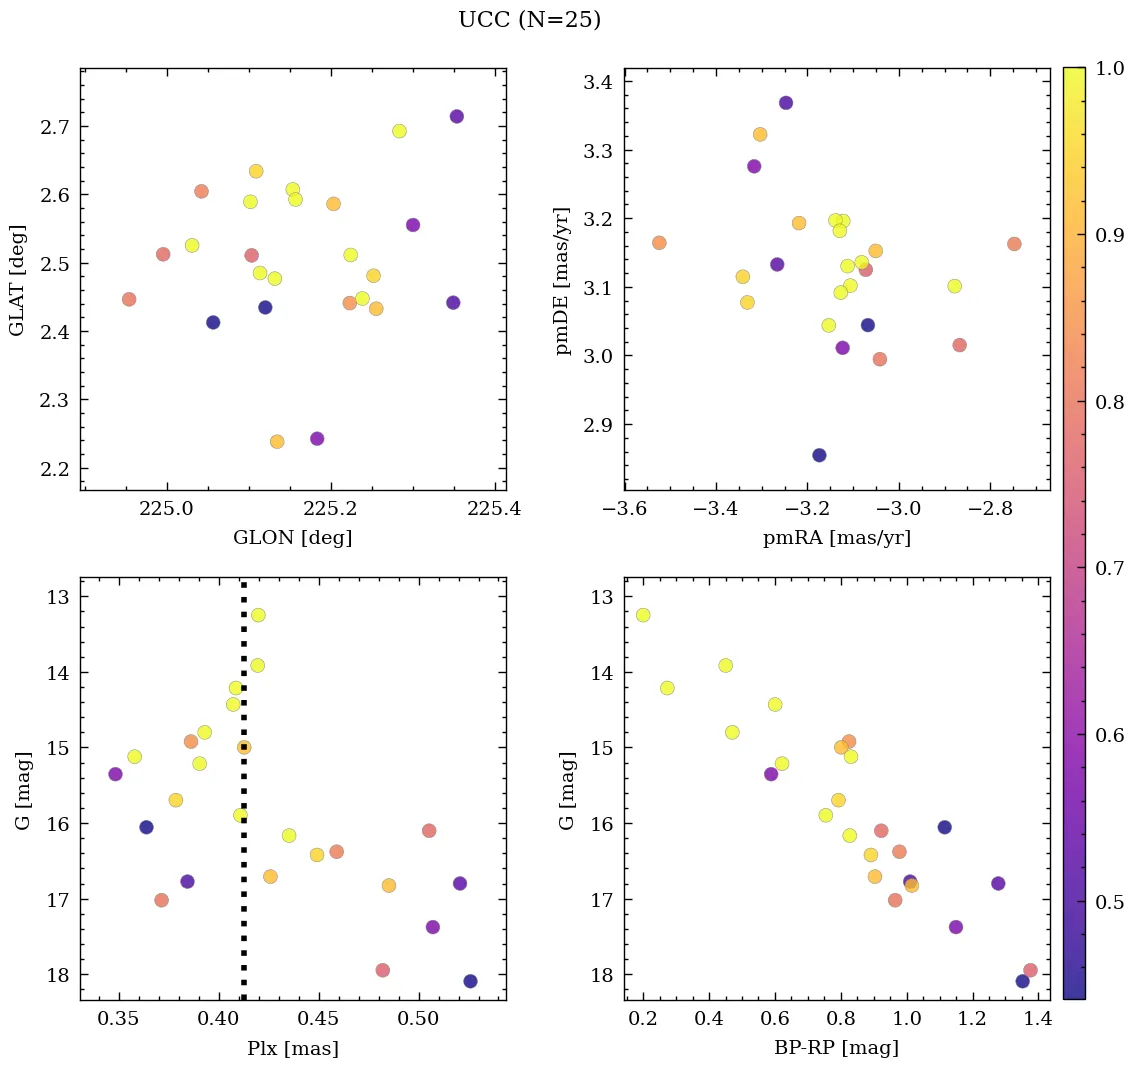 UCC (N=25)
2.7
2.6
2.5
2.4
2.3
2.2
GLAT [deg]
225.0 225.2 225.4
GLON [deg]
3.4
3.3
3.2
3.1
3.0
2.9
pmDE [mas/yr]
−3.6 −3.4 −3.2 −3.0 −2.8
pmRA [mas/yr]
13
14
15
16
17
18
G [mag]
0.35 0.40 0.45 0.50
Plx [mas]
13
14
15
16
17
18
G [mag]
0.2 0.4 0.6 0.8 1.0 1.2 1.4
BP-RP [mag]
1.0
0.9
0.8
0.7
0.6
0.5